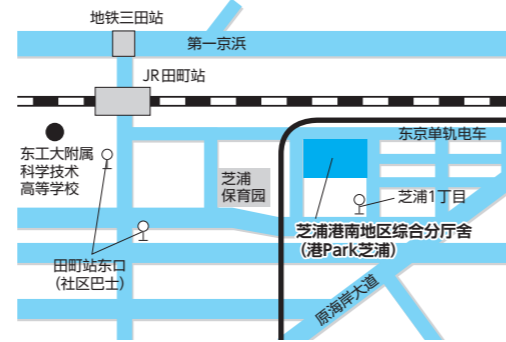 地铁三田站
第一京浜
JR田町站
东京单轨电车
东工大附属
科学技术
高等学校
芝浦
保育园
芝浦1丁目
芝浦港南地区综合分厅舍
（港Park芝浦）
田町站东口
（社区巴士）
原海岸大道